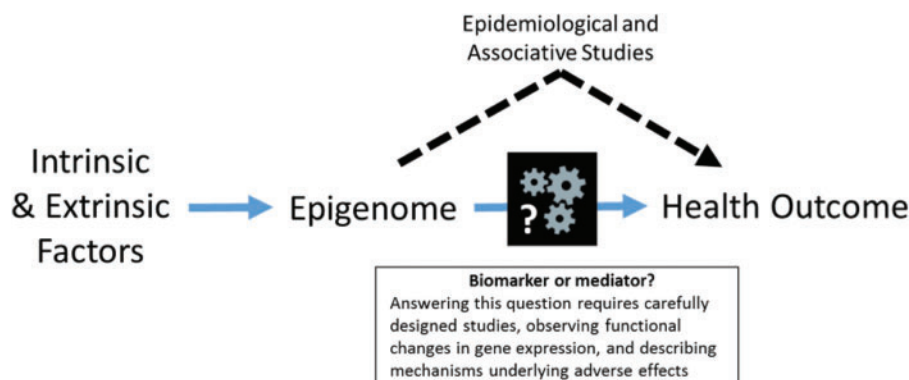 Epidemiological and
Associative Studies
Intrinsic
& Extrinsic
Factors
Epigenome
?
Health Outcome
Biomarker or mediator?
Answering this question requires carefully
designed studies, observing functional
changes in gene expression, and describing
mechanisms underlying adverse effects